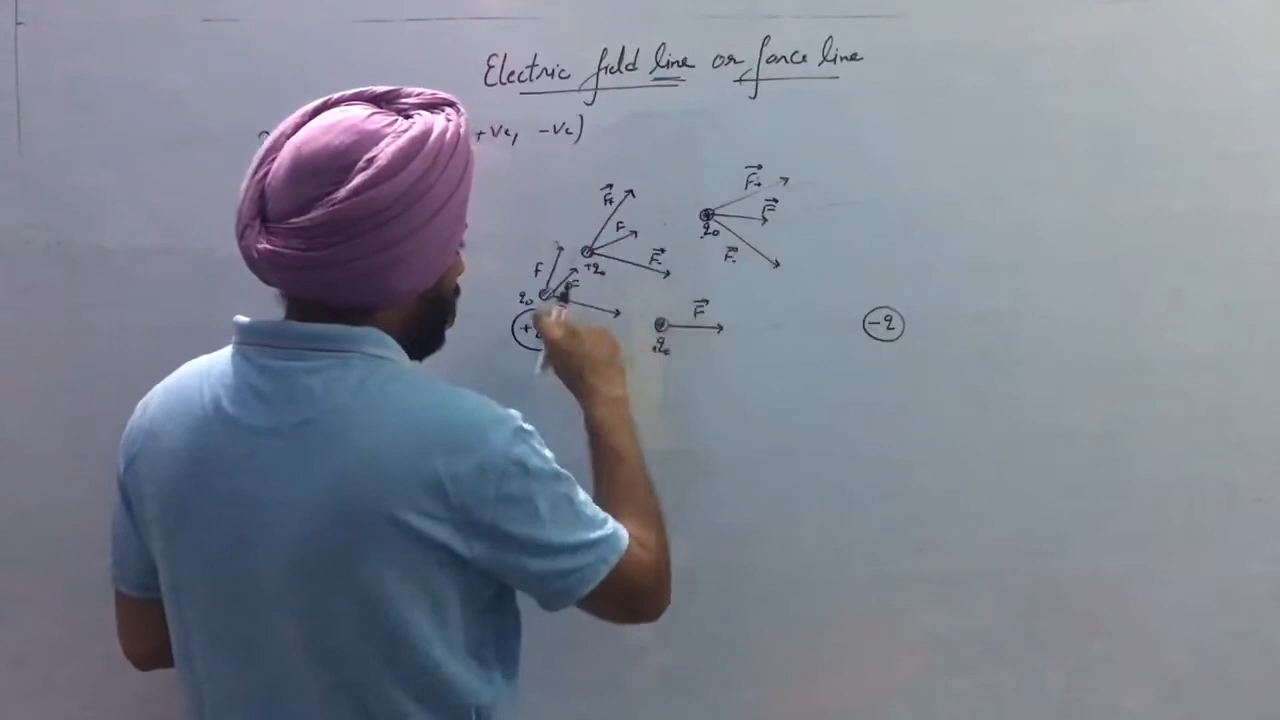 Electric field line or force line
+ve, -ve)
F+
F
q0
F-
F+
F
+q0
F-
F
F
q0
F
q0
-q